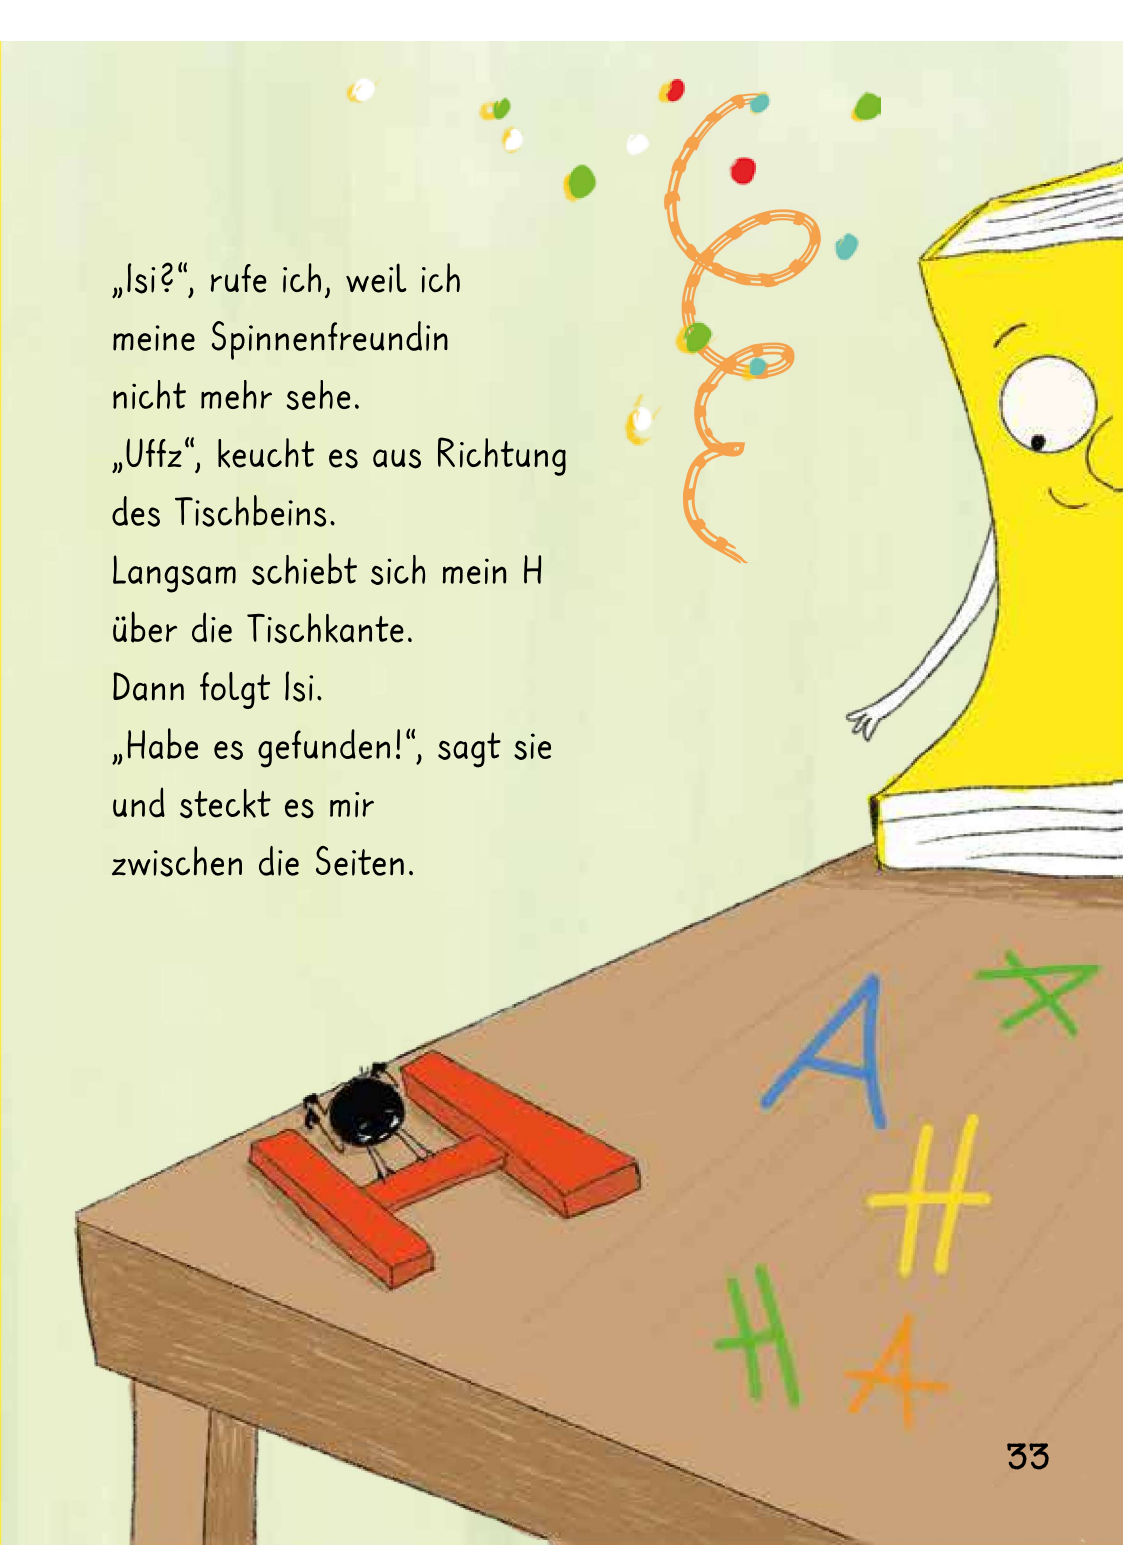 „Isi?“, rufe ich, weil ich
meine Spinnenfreundin
nicht mehr sehe.
„Uffz“, keucht es aus Richtung
des Tischbeins.
Langsam schiebt sich mein H
über die Tischkante.
Dann folgt Isi.
„Habe es gefunden!“, sagt sie
und steckt es mir
zwischen die Seiten.
A
A
H
H
H
A
33